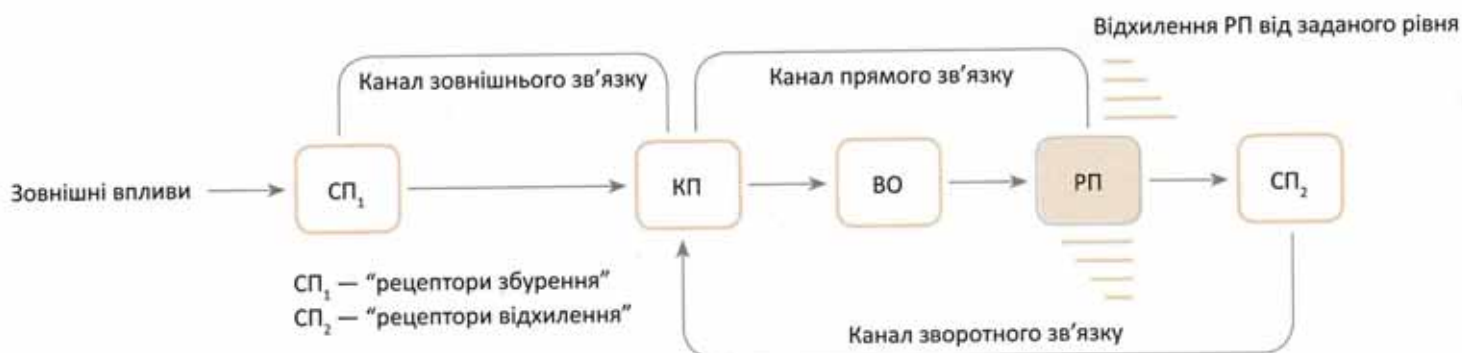 Відхилення РП від заданого рівня
Канал зовнішнього зв'язку
Канал прямого зв'язку
Зовнішні впливи
СП₁
КП
ВО
РП
СП₂
СП₁ — “рецептори збурення”
СП₂ — “рецептори відхилення”
Канал зворотного зв'язку